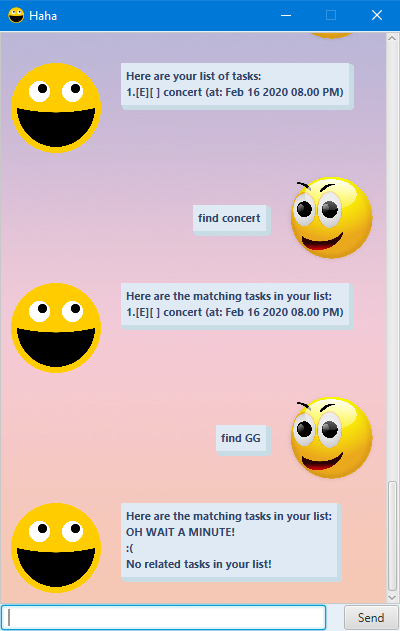 Haha
Here are your list of tasks:
1.[E][ ] concert (at: Feb 16 2020 08.00 PM)
find concert
Here are the matching tasks in your list:
1.[E][ ] concert (at: Feb 16 2020 08.00 PM)
find GG
Here are the matching tasks in your list:
OH WAIT A MINUTE!
:(
No related tasks in your list!
Send